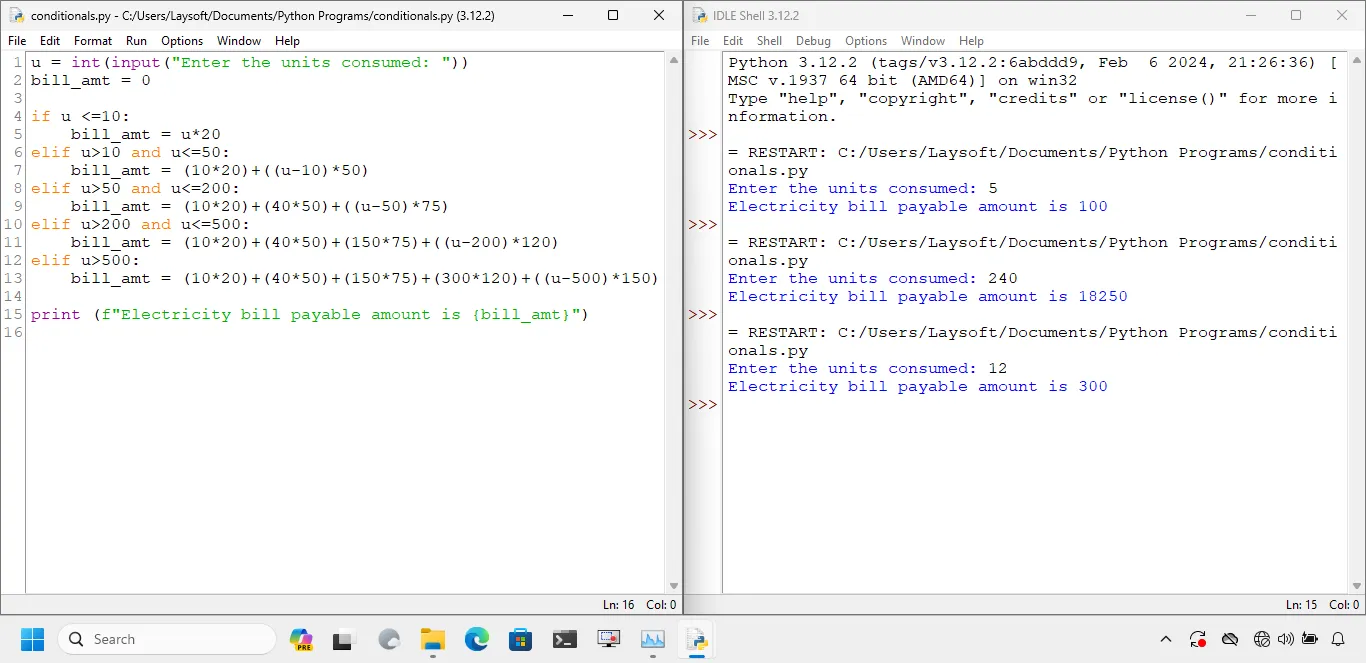 conditionals.py - C:/Users/Laysoft/Documents/Python Programs/conditionals.py (3.12.2)
File Edit Format Run Options Window Help
1 u = int(input("Enter the units consumed: "))
2 bill_amt = 0
3
4 if u <=10:
5     bill_amt = u*20
6 elif u>10 and u<=50:
7     bill_amt = (10*20)+((u-10)*50)
8 elif u>50 and u<=200:
9     bill_amt = (10*20)+(40*50)+((u-50)*75)
10 elif u>200 and u<=500:
11     bill_amt = (10*20)+(40*50)+(150*75)+((u-200)*120)
12 elif u>500:
13     bill_amt = (10*20)+(40*50)+(150*75)+(300*120)+((u-500)*150)
14
15 print (f"Electricity bill payable amount is {bill_amt}")
16
Ln: 16 Col: 0
IDLE Shell 3.12.2
File Edit Shell Debug Options Window Help
Python 3.12.2 (tags/v3.12.2:6abddd9, Feb  6 2024, 21:26:36) [
MSC v.1937 64 bit (AMD64)] on win32
Type "help", "copyright", "credits" or "license()" for more i
nformation.
>>>
= RESTART: C:/Users/Laysoft/Documents/Python Programs/conditi
onals.py
Enter the units consumed: 5
Electricity bill payable amount is 100
>>>
= RESTART: C:/Users/Laysoft/Documents/Python Programs/conditi
onals.py
Enter the units consumed: 240
Electricity bill payable amount is 18250
>>>
= RESTART: C:/Users/Laysoft/Documents/Python Programs/conditi
onals.py
Enter the units consumed: 12
Electricity bill payable amount is 300
>>>
Ln: 15 Col: 0
Search
PRE